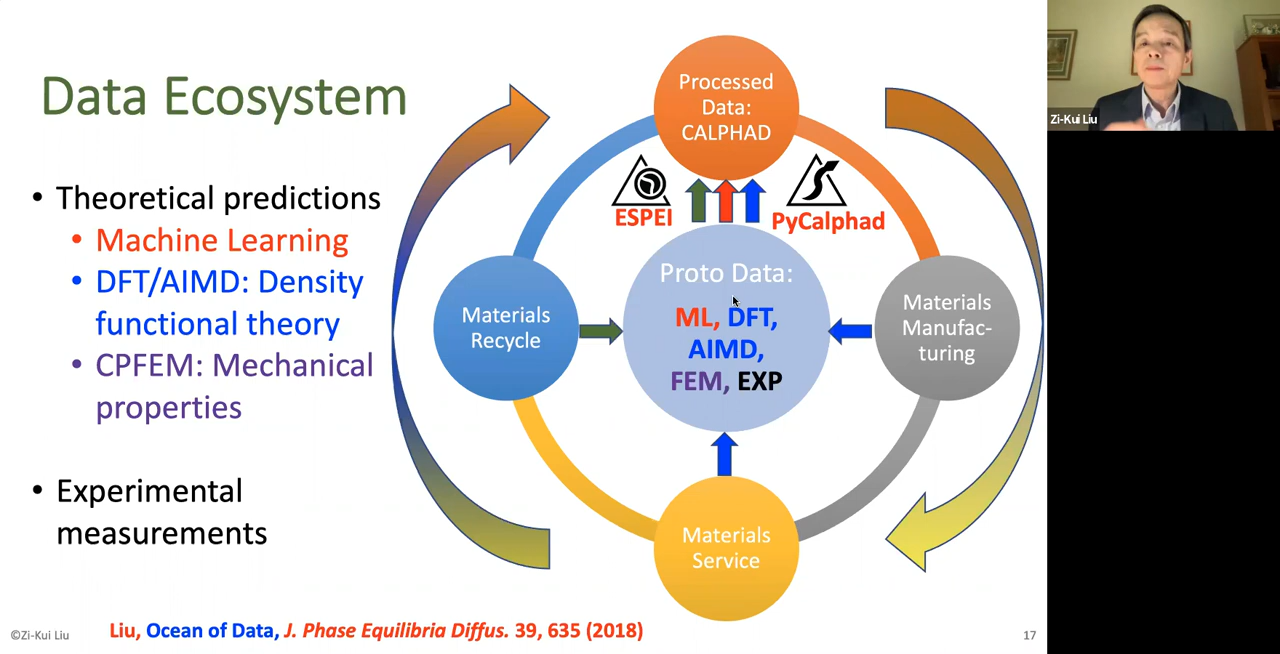 Data Ecosystem
• Theoretical predictions
• Machine Learning
• DFT/AIMD: Density
functional theory
• CPFEM: Mechanical
properties
• Experimental
measurements
Processed
Data:
CALPHAD
ESPEI
PyCalphad
Proto Data:
ML, DFT,
AIMD,
FEM, EXP
Materials
Recycle
Materials
Manufac-
turing
Materials
Service
Liu, Ocean of Data, J. Phase Equilibria Diffus. 39, 635 (2018)
©Zi-Kui Liu
17
Zi-Kui Liu